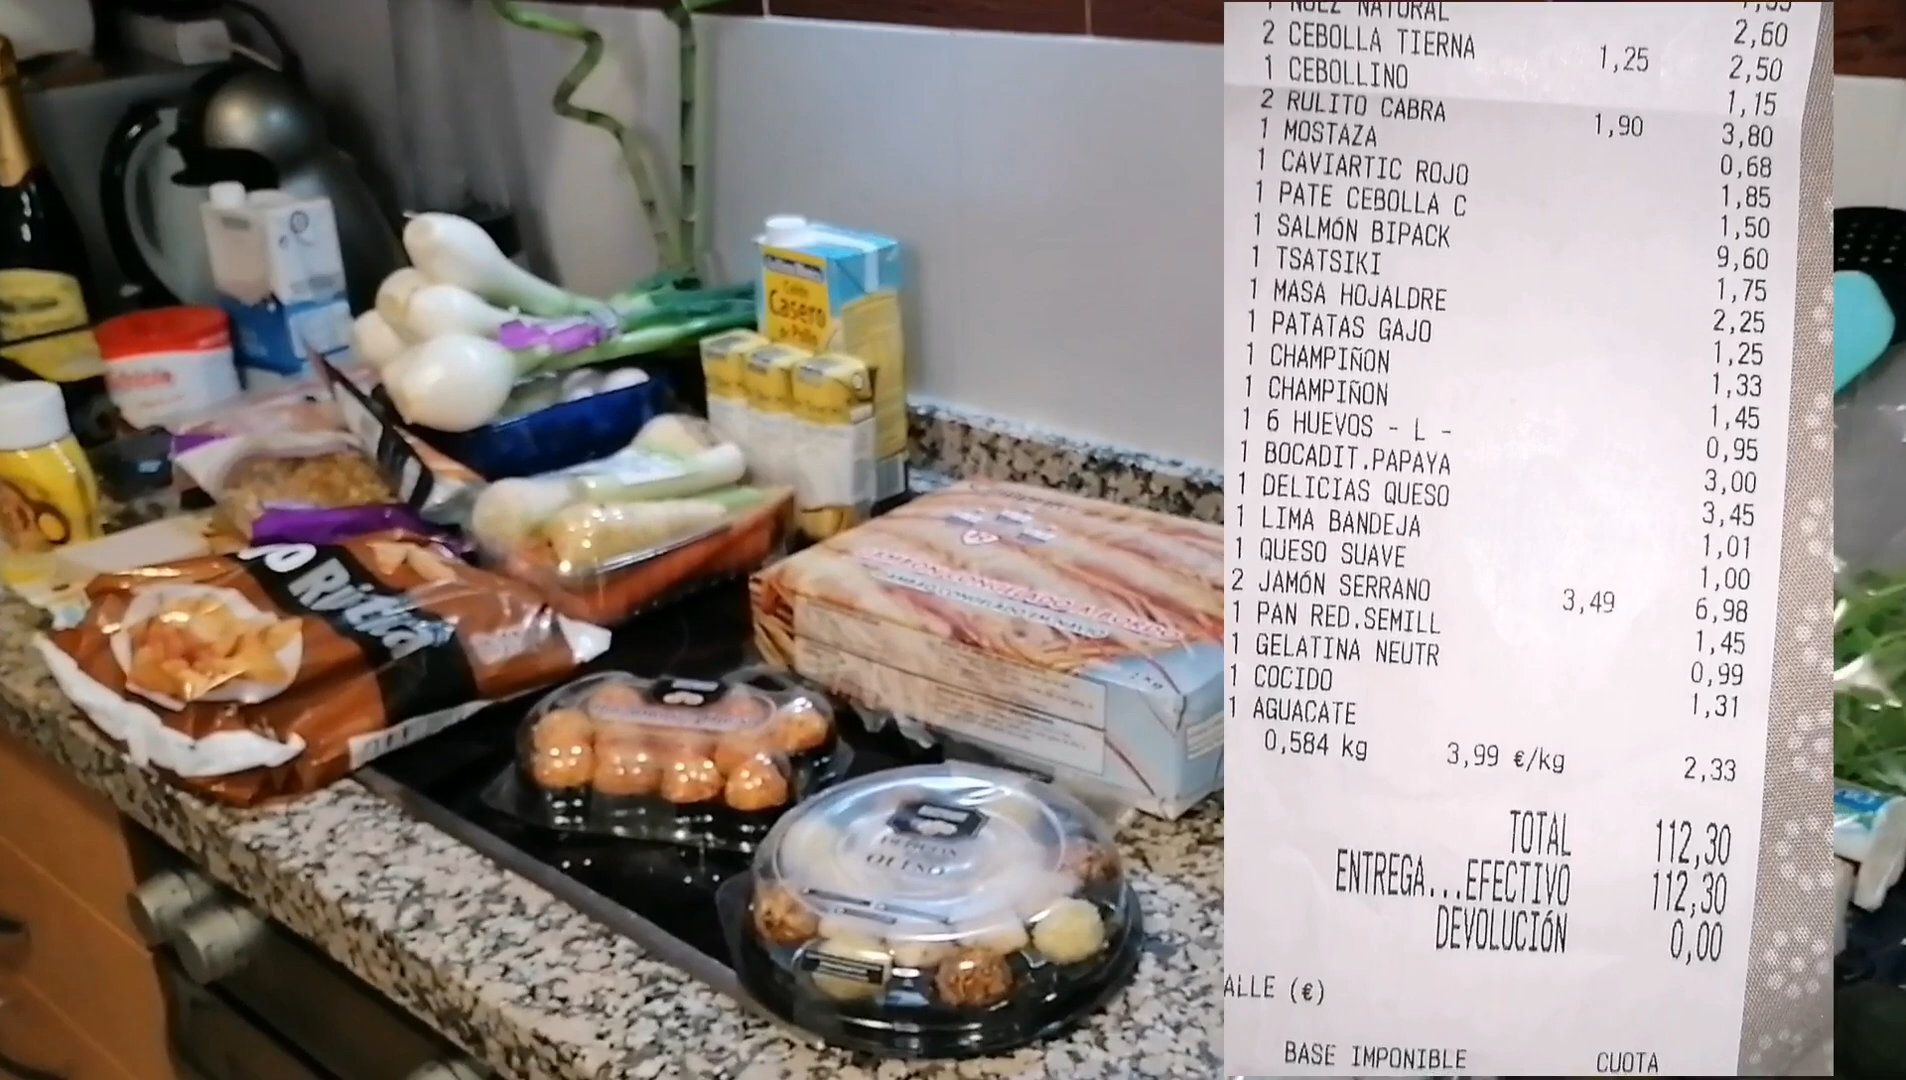 1 NUEZ NATURAL 2,60
2 CEBOLLA TIERNA 1,25 2,50
1 CEBOLLINO 1,15
2 RULITO CABRA 1,90 3,80
1 MOSTAZA 0,68
1 CAVIARTIC ROJO 1,85
1 PATE CEBOLLA C 1,50
1 SALMÓN BIPACK 9,60
1 TSATSIKI 1,75
1 MASA HOJALDRE 2,25
1 PATATAS GAJO 1,25
1 CHAMPIÑON 1,33
1 CHAMPIÑON 1,45
1 6 HUEVOS - L - 0,95
1 BOCADIT.PAPAYA 3,00
1 DELICIAS QUESO 3,45
1 LIMA BANDEJA 1,01
1 QUESO SUAVE 1,00
2 JAMÓN SERRANO 3,49 6,98
1 PAN RED.SEMILL 1,45
1 GELATINA NEUTR 0,99
1 COCIDO 1,31
1 AGUACATE
0,584 kg 3,99 €/kg 2,33
TOTAL 112,30
ENTREGA...EFECTIVO 112,30
DEVOLUCIÓN 0,00
ALLE (€)
BASE IMPONIBLE CUOTA
Caldo
Casero
de Pollo
CONGELADO A BORDO
QUESO